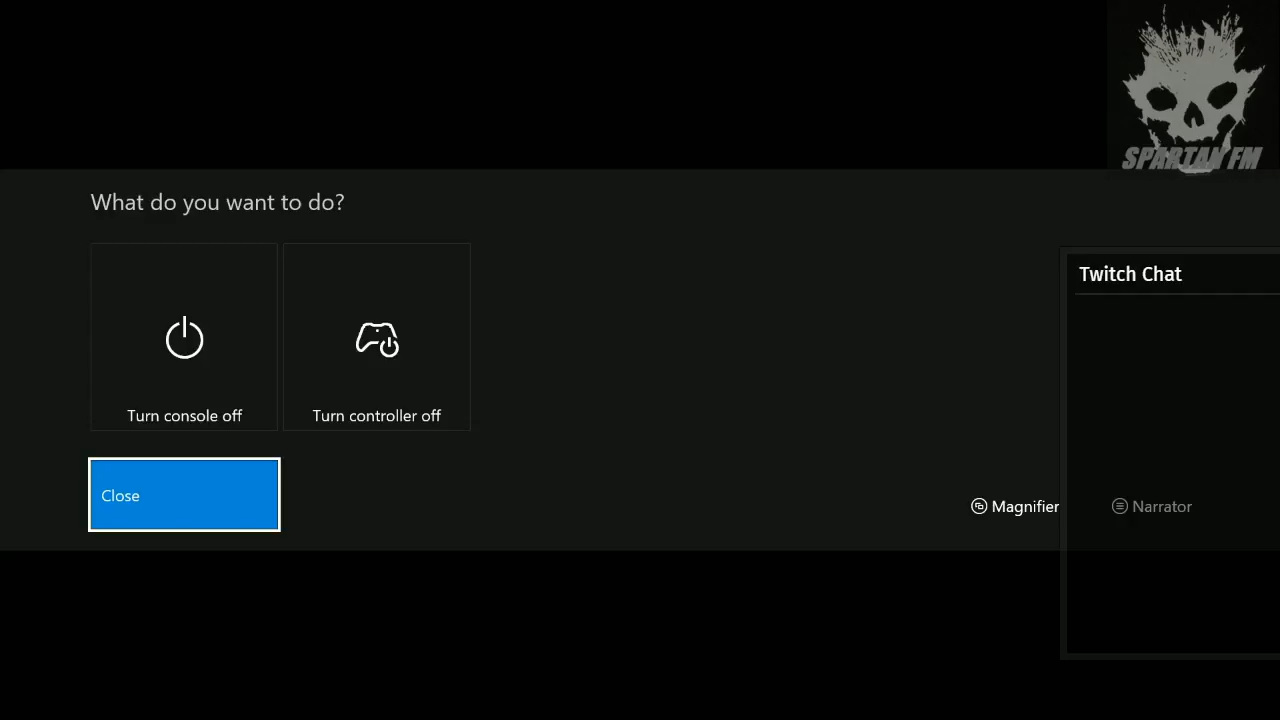 SPARTAN FM
What do you want to do?
Twitch Chat
Turn console off
Turn controller off
Close
Magnifier
Narrator